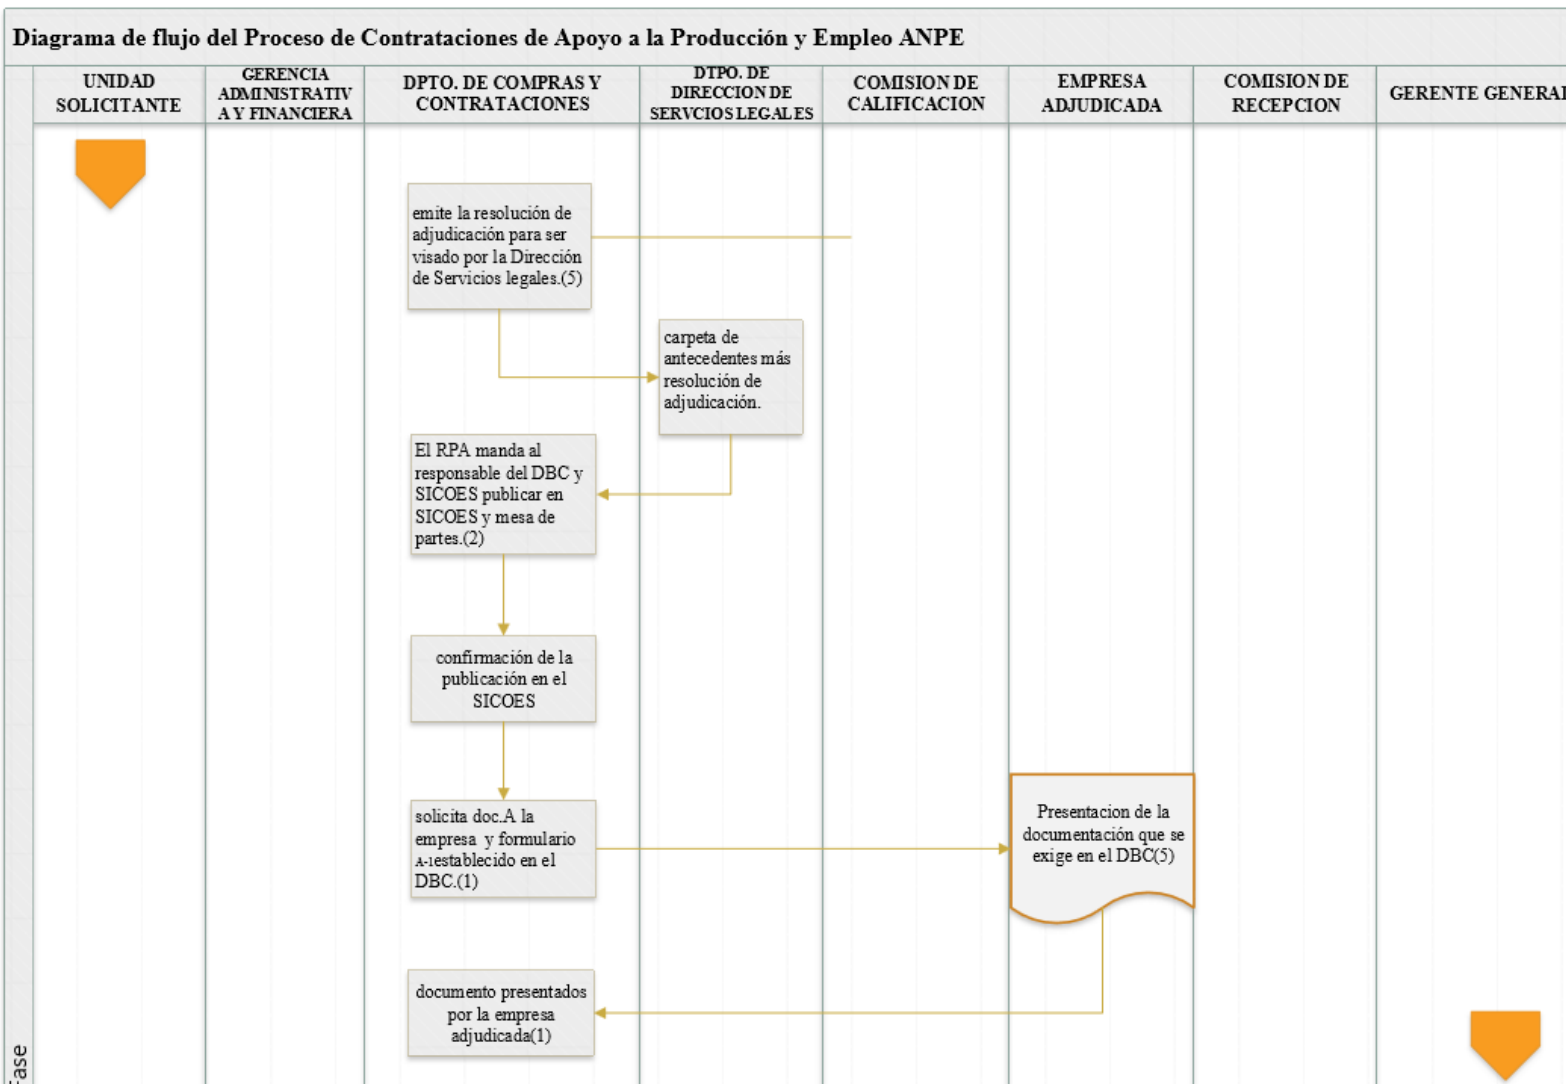 Diagrama de flujo del Proceso de Contrataciones de Apoyo a la Producción y Empleo ANPE
UNIDAD
SOLICITANTE
GERENCIA
ADMINISTRATIV
A Y FINANCIERA
DPTO. DE COMPRAS Y
CONTRATACIONES
DTPO. DE
DIRECCION DE
SERVCIOS LEGALES
COMISION DE
CALIFICACION
EMPRESA
ADJUDICADA
COMISION DE
RECEPCION
GERENTE GENERAL
emite la resolución de
adjudicación para ser
visado por la Dirección
de Servicios legales.(5)
carpeta de
antecedentes más
resolución de
adjudicación.
El RPA manda al
responsable del DBC y
SICOES publicar en
SICOES y mesa de
partes.(2)
confirmación de la
publicación en el
SICOES
solicita doc.A la
empresa y formulario
A-1establecido en el
DBC.(1)
Presentacion de la
documentación que se
exige en el DBC(5)
documento presentados
por la empresa
adjudicada(1)
Fase